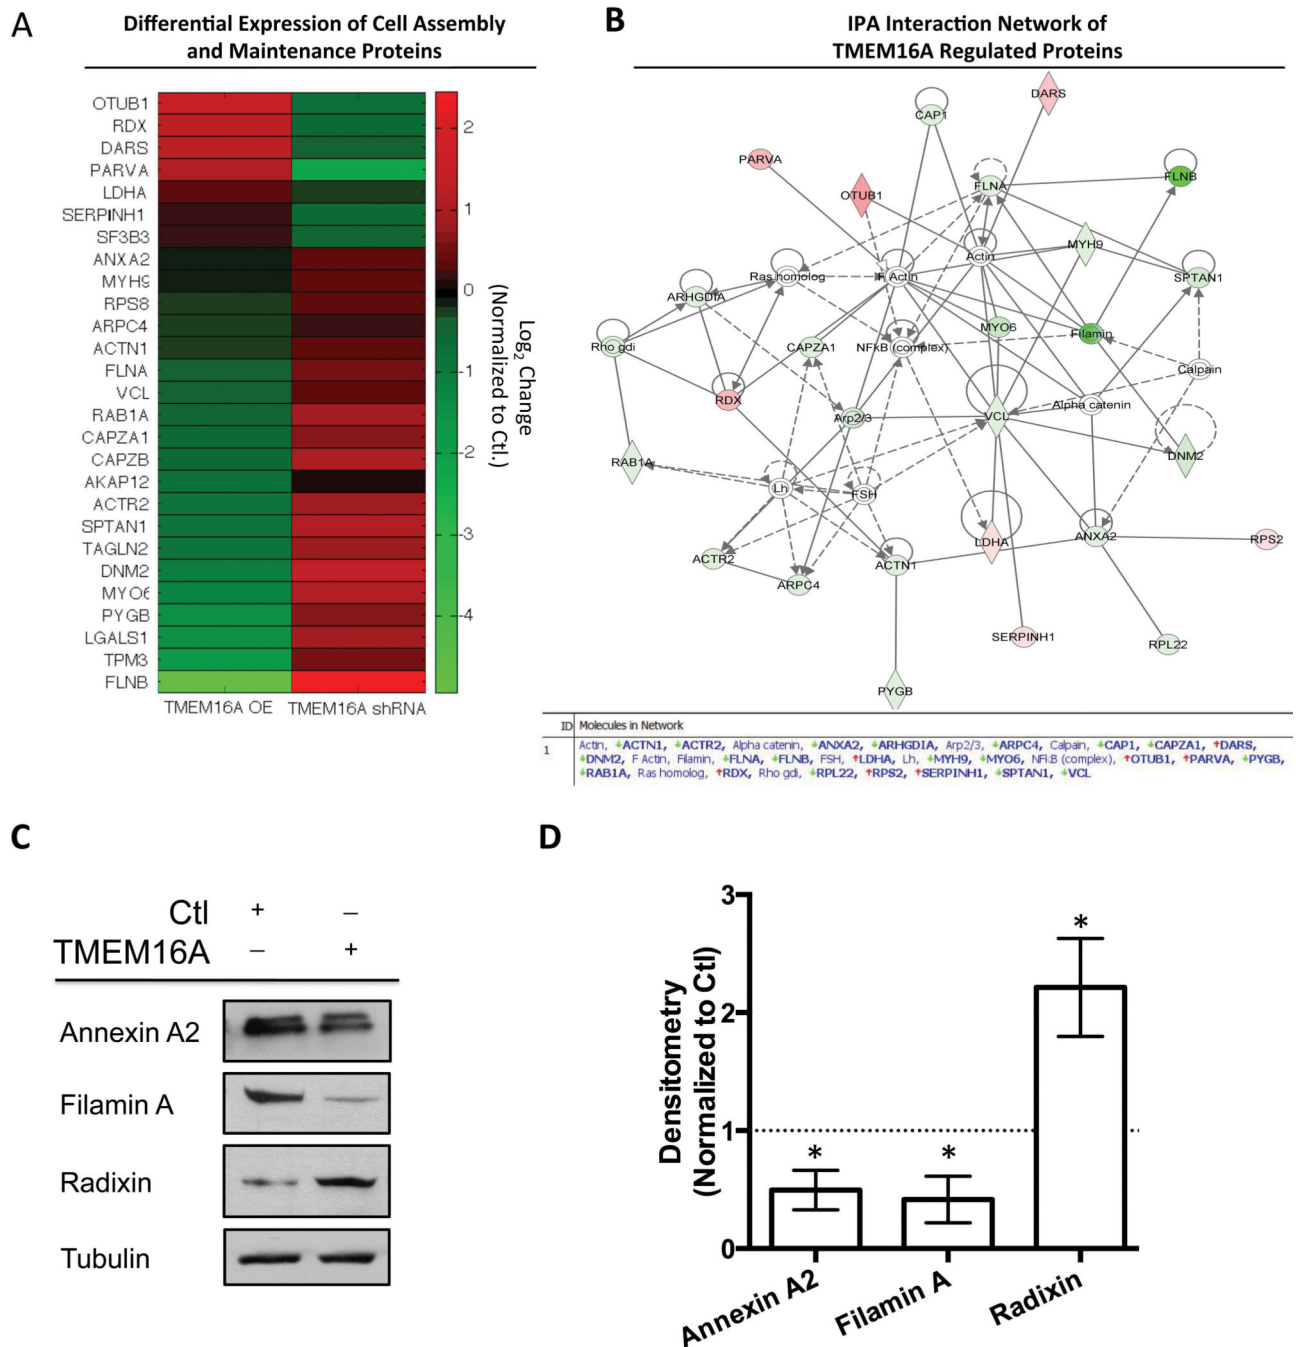 A
Differential Expression of Cell Assembly
and Maintenance Proteins
OTUB1
RDX
DARS
PARVA
LDHA
SERPINH1
SF3B3
ANXA2
MYH9
RPS8
ARPC4
ACTN1
FLNA
VCL
RAB1A
CAPZA1
CAPZB
AKAP12
ACTR2
SPTAN1
TAGLN2
DNM2
MYO6
PYGB
LGALS1
TPM3
FLNB
TMEM16A OE TMEM16A shRNA
2
1
0
-1
-2
-3
-4
Log2 Change
(Normalized to Ctl.)
B
IPA Interaction Network of
TMEM16A Regulated Proteins
DARS
CAP1
PARVA
OTUB1
FLNA
FLNB
MYH9
Actin
Ras homolog
F Actin
SPTAN1
ARHGDIA
MYO6
Filamin
Rho gdi
CAPZA1
NFkB (complex)
Calpain
RDX
Arp2/3
VCL
Alpha catenin
RAB1A
DNM2
Lh
FSH
LDHA
ANXA2
RPS2
ACTR2
ARPC4
ACTN1
SERPINH1
RPL22
PYGB
ID Molecules in Network
1 Actin, ↓ACTN1, ↓ACTR2, Alpha catenin, ↓ANXA2, ↓ARHGDIA, Arp2/3, ↓ARPC4, Calpain, ↓CAP1, ↓CAPZA1, ↑DARS,
↓DNM2, F Actin, Filamin, ↓FLNA, ↓FLNB, FSH, ↑LDHA, Lh, ↓MYH9, ↓MYO6, NFkB (complex), ↑OTUB1, ↑PARVA, ↓PYGB,
↓RAB1A, Ras homolog, ↑RDX, Rho gdi, ↓RPL22, ↑RPS2, ↑SERPINH1, ↓SPTAN1, ↓VCL
C
Ctl + –
TMEM16A – +
Annexin A2
Filamin A
Radixin
Tubulin
D
Densitometry
(Normalized to Ctl)
3
2
1
0
* * *
Annexin A2
Filamin A
Radixin